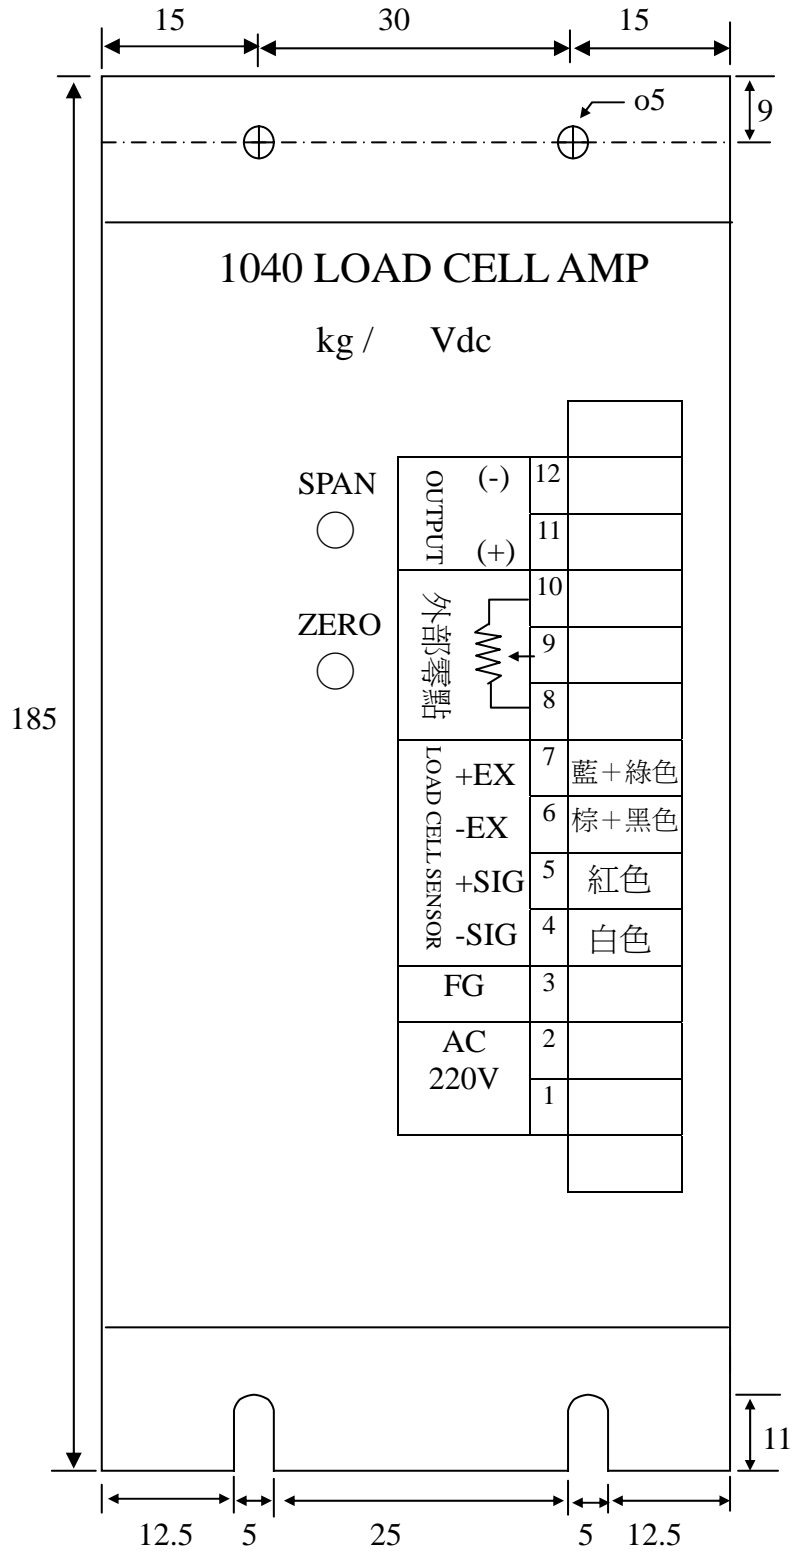 15 30 15
o5
9
1040 LOAD CELL AMP
kg / Vdc
SPAN
ZERO
185
OUTPUT
(-) 12
(+) 11
外部零點
10
9
8
LOAD CELL SENSOR
+EX 7 藍+綠色
-EX 6 棕+黑色
+SIG 5 紅色
-SIG 4 白色
FG 3
AC 2
220V
1
11
12.5 5 25 5 12.5